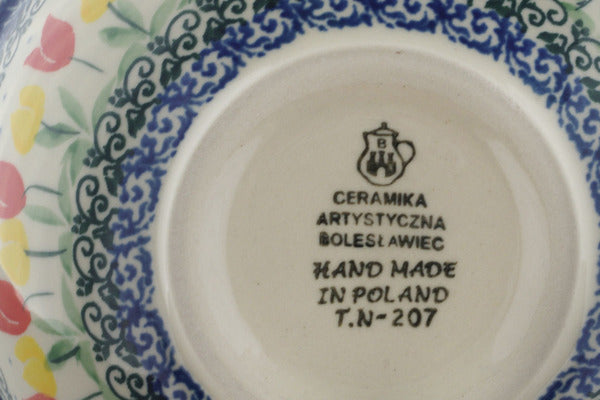 B
CERAMIKA
ARTYSTYCZNA
BOLESŁAWIEC
HAND MADE
IN POLAND
T.N-207